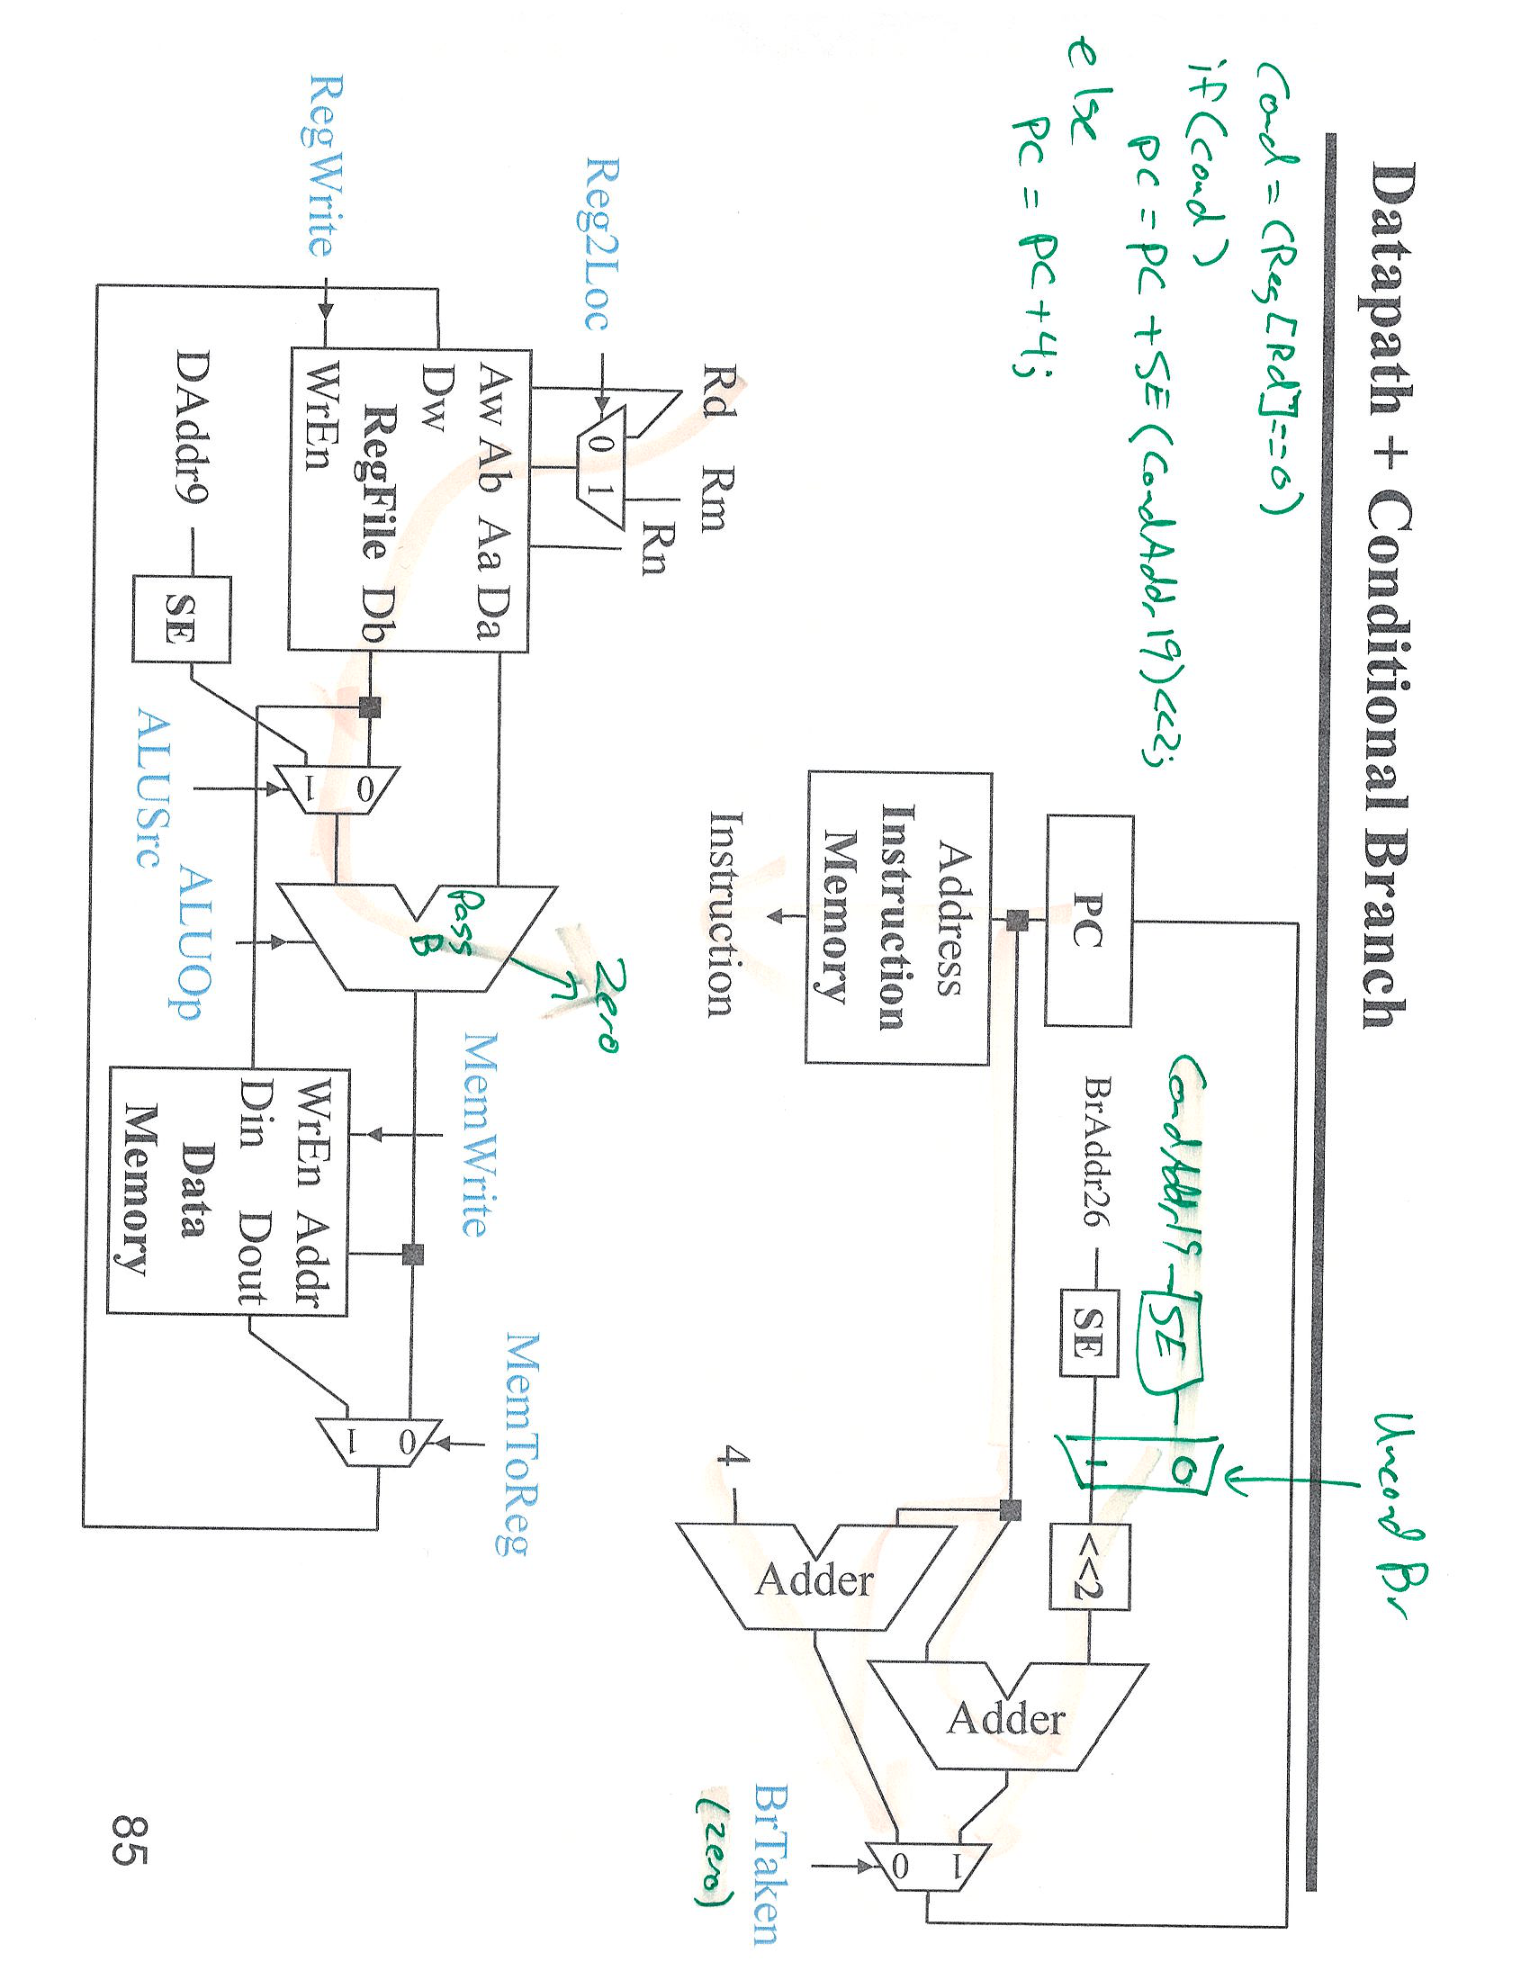 Datapath + Conditional Branch
Cond = (Reg[Rd]==0)
if (cond)
PC = PC + SE(CondAddr19)<<2;
else
PC = PC + 4;
Uncond Br
CondAddr19
SE
0
1
BrAddr26
SE
<<2
PC
Address
Instruction
Memory
Instruction
4
Adder
Adder
1
0
BrTaken
(zero)
Rd
Rm
Rn
Reg2Loc
0
1
RegWrite
Aw Ab Aa Da
Dw
RegFile Db
WrEn
DAddr9
SE
0
1
ALUSrc
ALUOp
Pass
B
Zero
MemWrite
WrEn Addr
Din Dout
Data
Memory
MemToReg
0
1
85